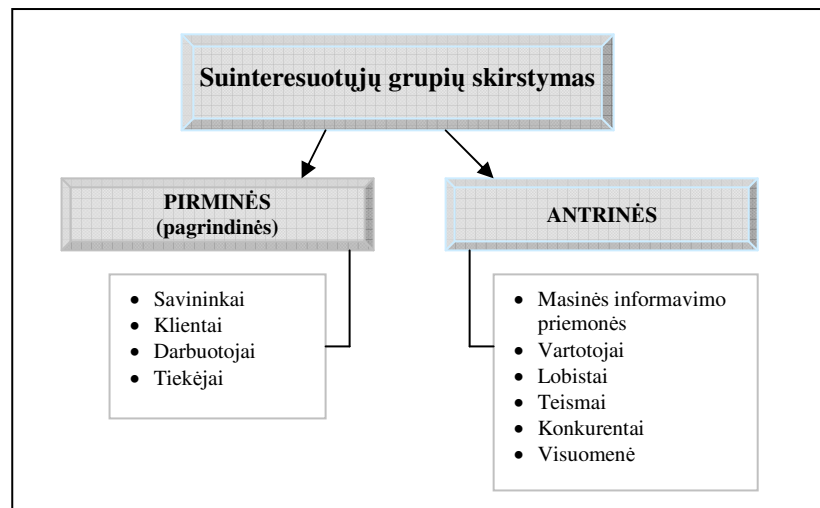 Suinteresuotųjų grupių skirstymas
PIRMINĖS
(pagrindinės)
• Savininkai
• Klientai
• Darbuotojai
• Tiekėjai
ANTRINĖS
• Masinės informavimo
priemonės
• Vartotojai
• Lobistai
• Teismai
• Konkurentai
• Visuomenė